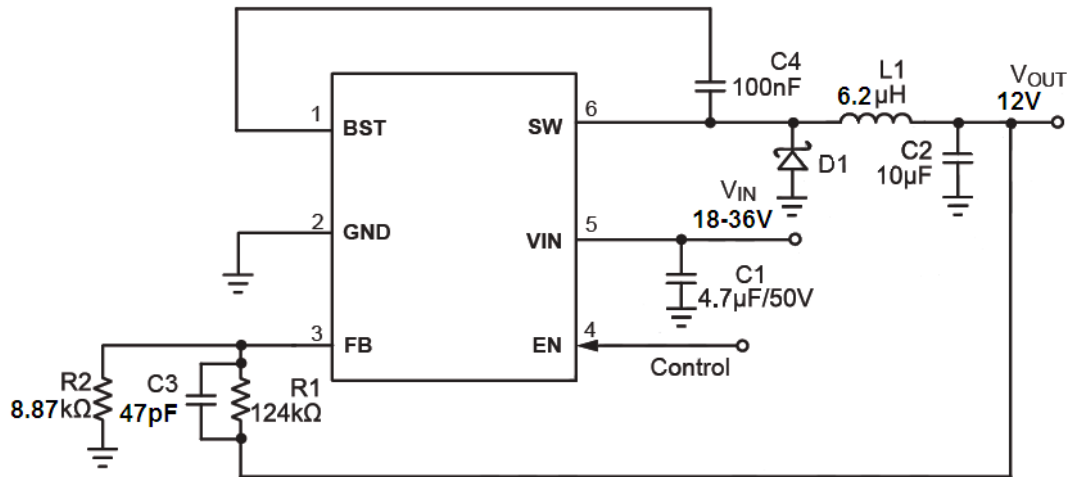 C4
100nF
L1
6.2µH
VOUT
12V
1
BST
SW
6
D1
C2
10µF
2
GND
VIN
18-36V
VIN
5
C1
4.7µF/50V
3
FB
EN
4
Control
R2
8.87kΩ
C3
47pF
R1
124kΩ